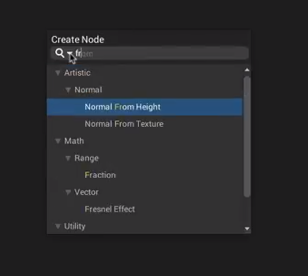 Create Node
from
Artistic
Normal
Normal From Height
Normal From Texture
Math
Range
Fraction
Vector
Fresnel Effect
Utility